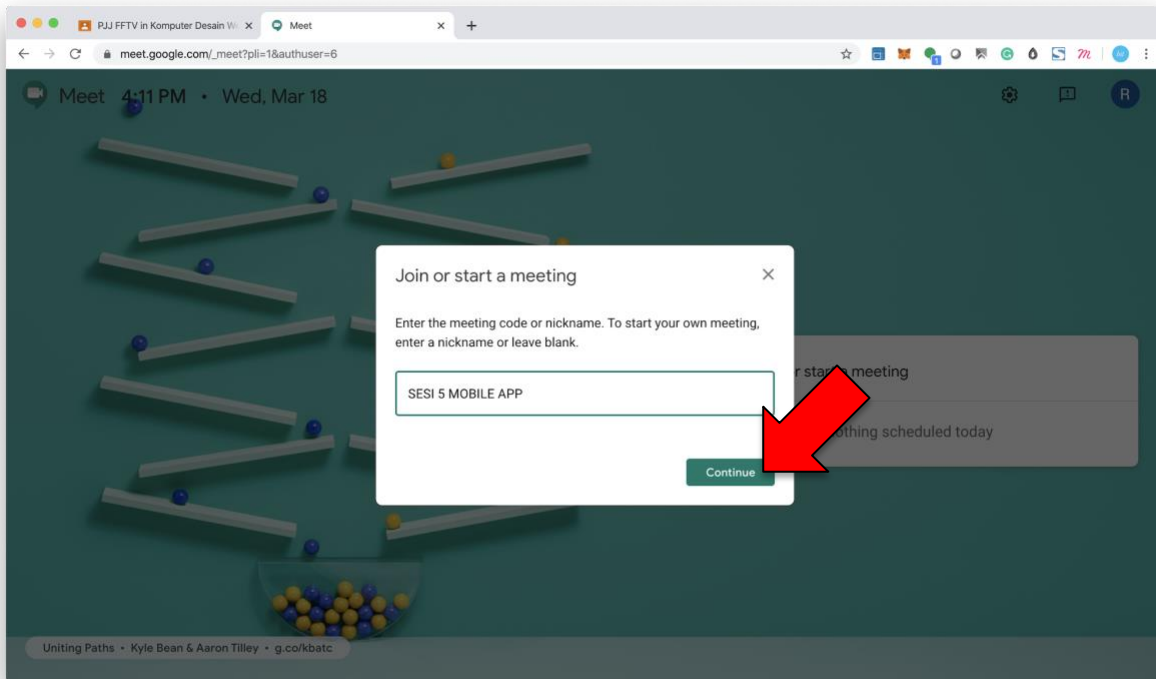 PJJ FFTV in Komputer Desain W
Meet
meet.google.com/_meet?pli=1&authuser=6
Meet 4:11 PM • Wed, Mar 18
R
Join or start a meeting
Enter the meeting code or nickname. To start your own meeting,
enter a nickname or leave blank.
SESI 5 MOBILE APP
Continue
r start a meeting
othing scheduled today
Uniting Paths • Kyle Bean & Aaron Tilley • g.co/kbatc